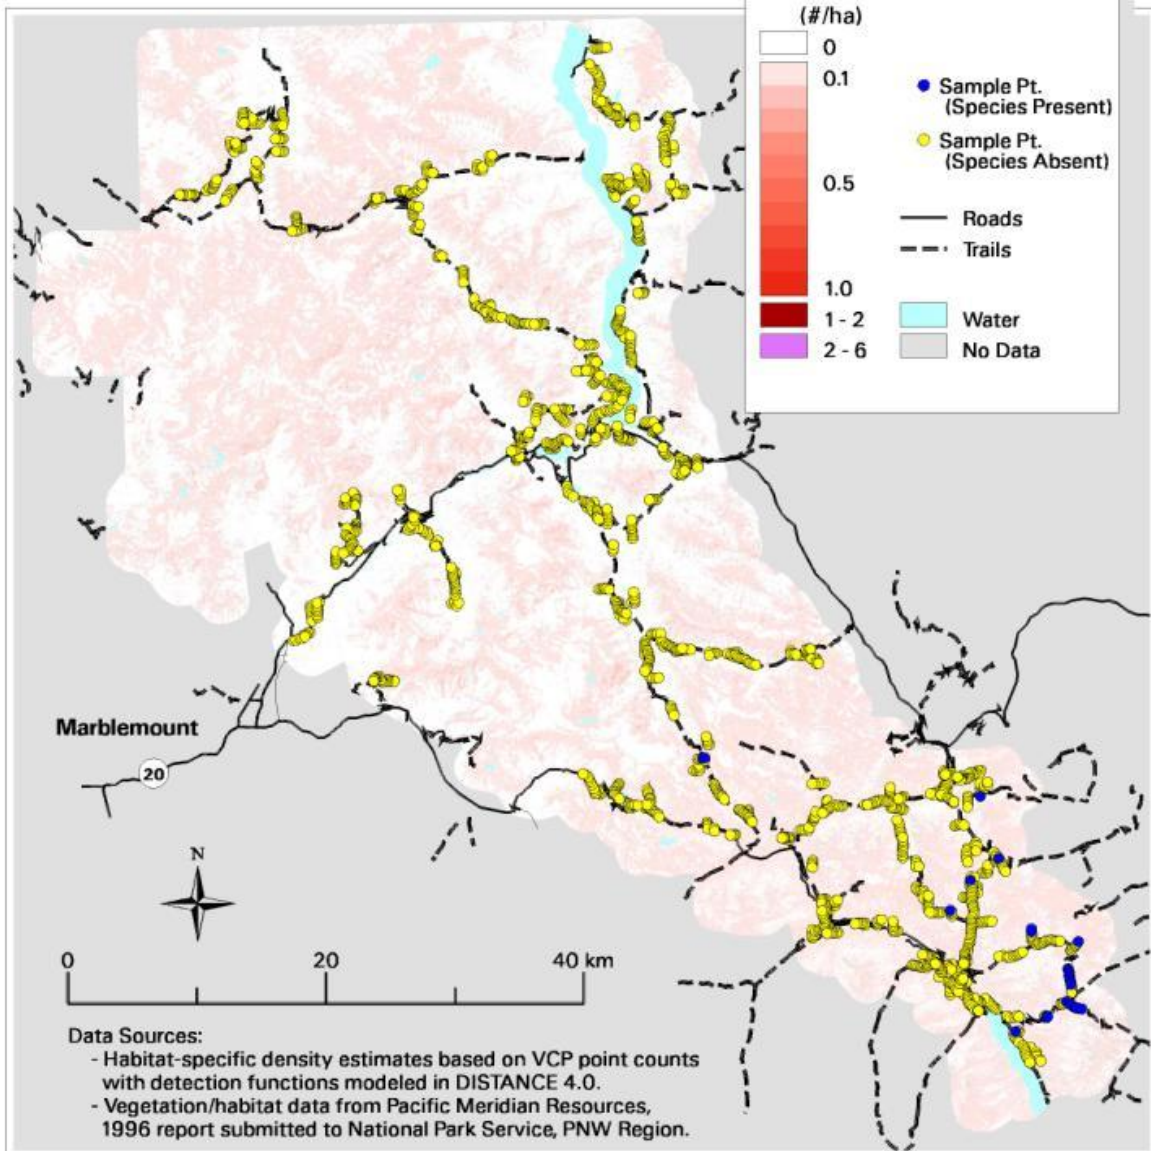 (#/ha)
0
0.1
0.5
1.0
1 - 2
2 - 6
Sample Pt.
(Species Present)
Sample Pt.
(Species Absent)
Roads
Trails
Water
No Data
Marblemount
20
N
0 20 40 km
Data Sources:
- Habitat-specific density estimates based on VCP point counts
with detection functions modeled in DISTANCE 4.0.
- Vegetation/habitat data from Pacific Meridian Resources,
1996 report submitted to National Park Service, PNW Region.